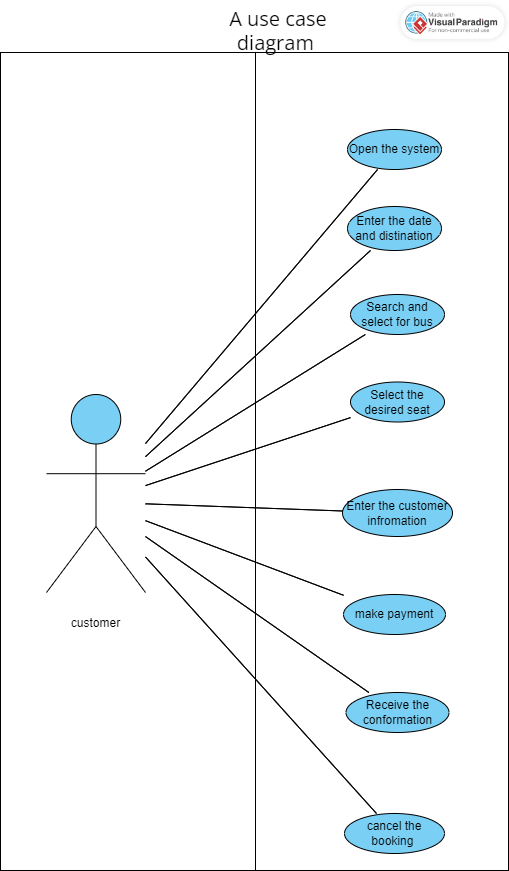 A use case
diagram
Made with
VisualParadigm
For non-commercial use
Open the system
Enter the date
and distination
Search and
select for bus
Select the
desired seat
Enter the customer
infromation
make payment
Receive the
conformation
cancel the
booking
customer